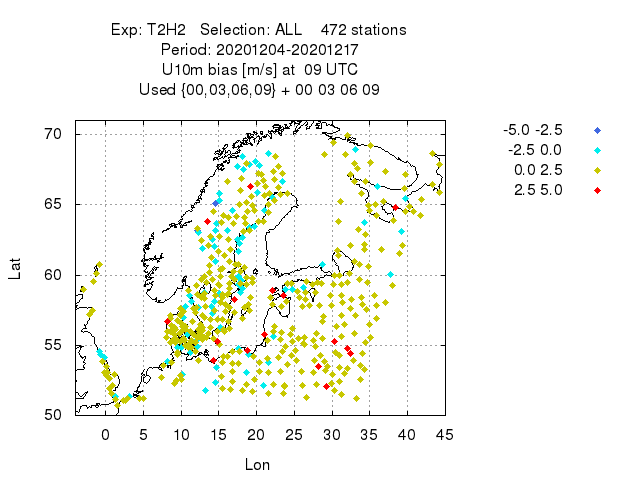 Exp: T2H2   Selection: ALL    472 stations
Period: 20201204-20201217
U10m bias [m/s] at  09 UTC
Used {00,03,06,09} + 00 03 06 09
-5.0 -2.5
-2.5 0.0
0.0 2.5
2.5 5.0
70
65
60
55
50
Lat
0 5 10 15 20 25 30 35 40 45
Lon